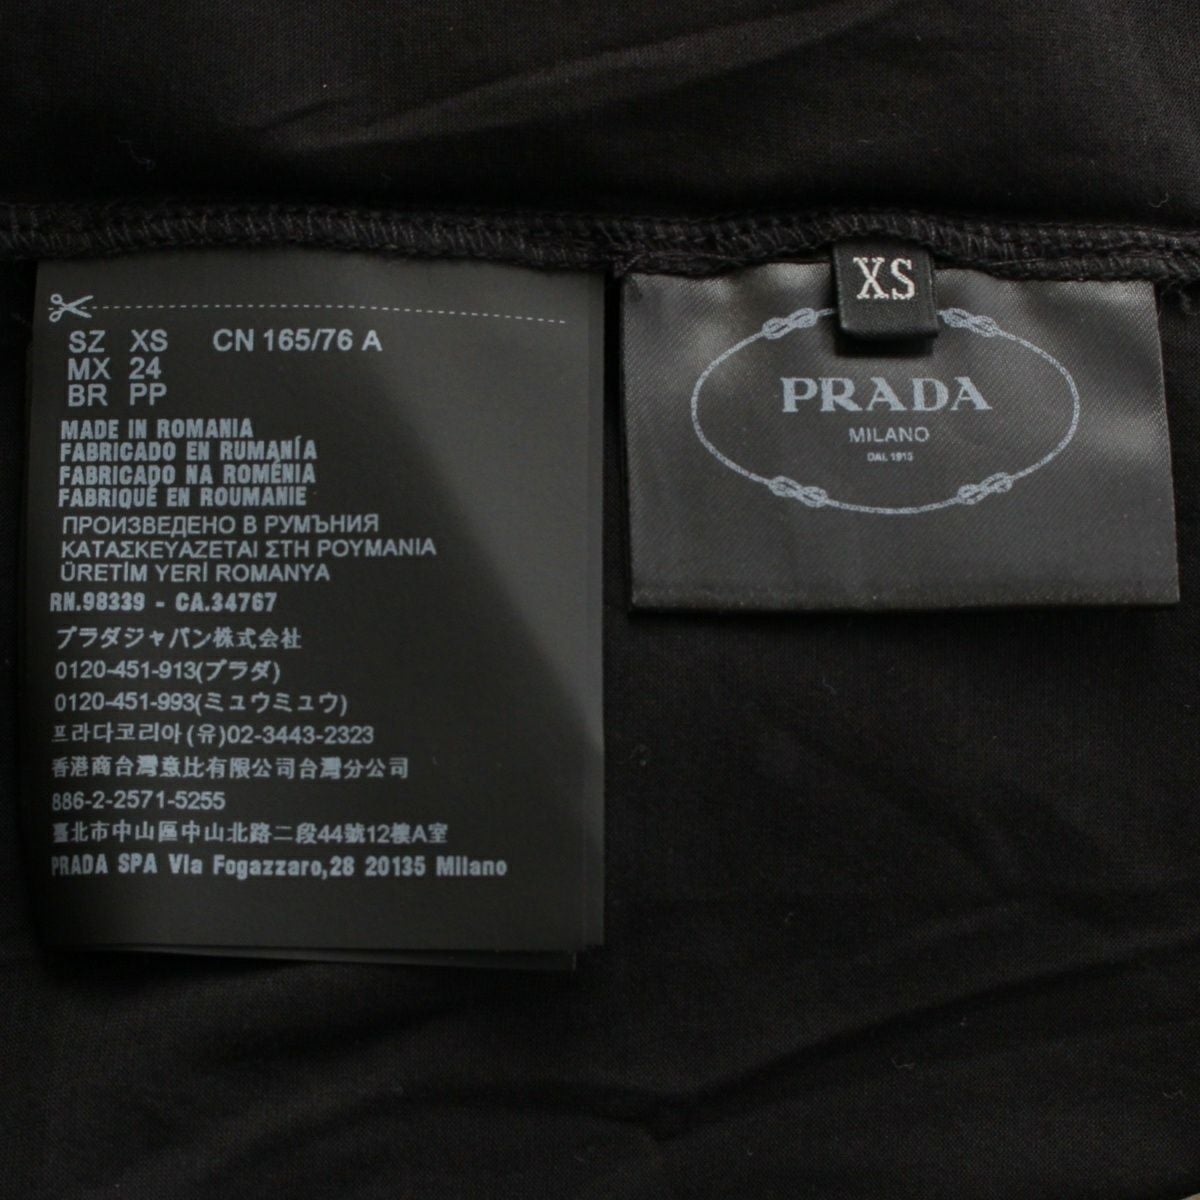 SZ XS CN 165/76 A
MX 24
BR PP
MADE IN ROMANIA
FABRICADO EN RUMANÍA
FABRICADO NA ROMÉNIA
FABRIQUÉ EN ROUMANIE
ПРОИЗВЕДЕНО В РУМЪНИЯ
ΚΑΤΑΣΚΕΥΑΖΕΤΑΙ ΣΤΗ ΡΟΥΜΑΝΙΑ
ÜRETİM YERİ ROMANYA
RN.98339 - CA.34767
プラダジャパン株式会社
0120-451-913(プラダ)
0120-451-993(ミュウミュウ)
프라다코리아(유)02-3443-2323
香港商台灣意比有限公司台灣分公司
886-2-2571-5255
臺北市中山區中山北路二段44號12樓A室
PRADA SPA Via Fogazzaro,28 20135 Milano
XS
PRADA
MILANO
DAL 1913